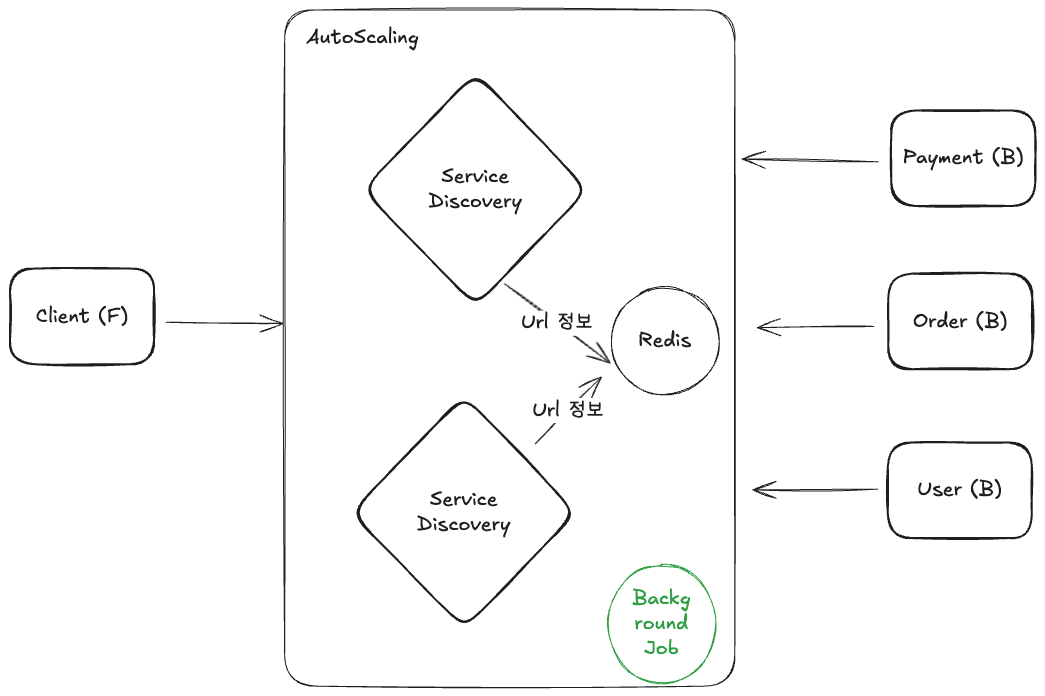 AutoScaling
Service
Discovery
Payment (B)
Client (F)
Url 정보
Redis
Order (B)
Url 정보
Service
Discovery
User (B)
Backg
round
Job